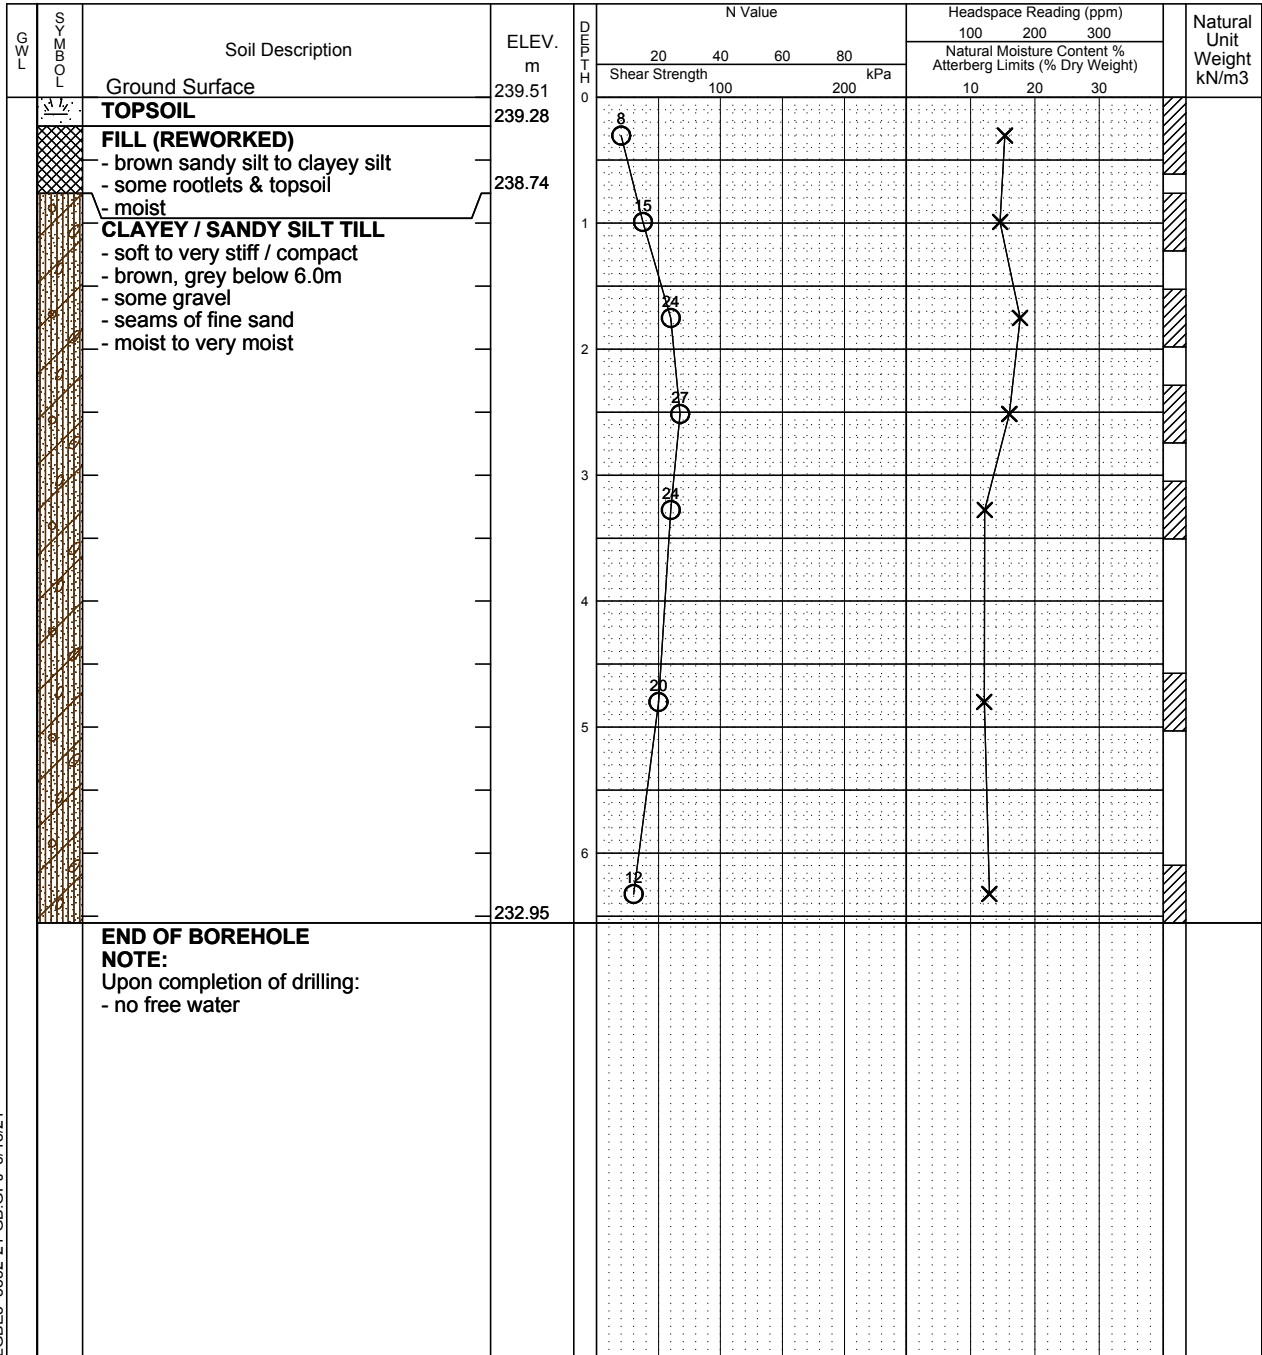 GWL
SYMBOL
Soil Description
Ground Surface
ELEV.
m
239.51
DEPTH
N Value
20 40 60 80
Shear Strength kPa
100 200
Headspace Reading (ppm)
100 200 300
Natural Moisture Content %
Atterberg Limits (% Dry Weight)
10 20 30
Natural
Unit
Weight
kN/m3
0
TOPSOIL
239.28
8
FILL (REWORKED)
- brown sandy silt to clayey silt
- some rootlets & topsoil
238.74
- moist
15
1
CLAYEY / SANDY SILT TILL
- soft to very stiff / compact
- brown, grey below 6.0m
- some gravel
24
- seams of fine sand
- moist to very moist
2
27
3
24
4
20
5
6
12
232.95
END OF BOREHOLE
NOTE:
Upon completion of drilling:
- no free water